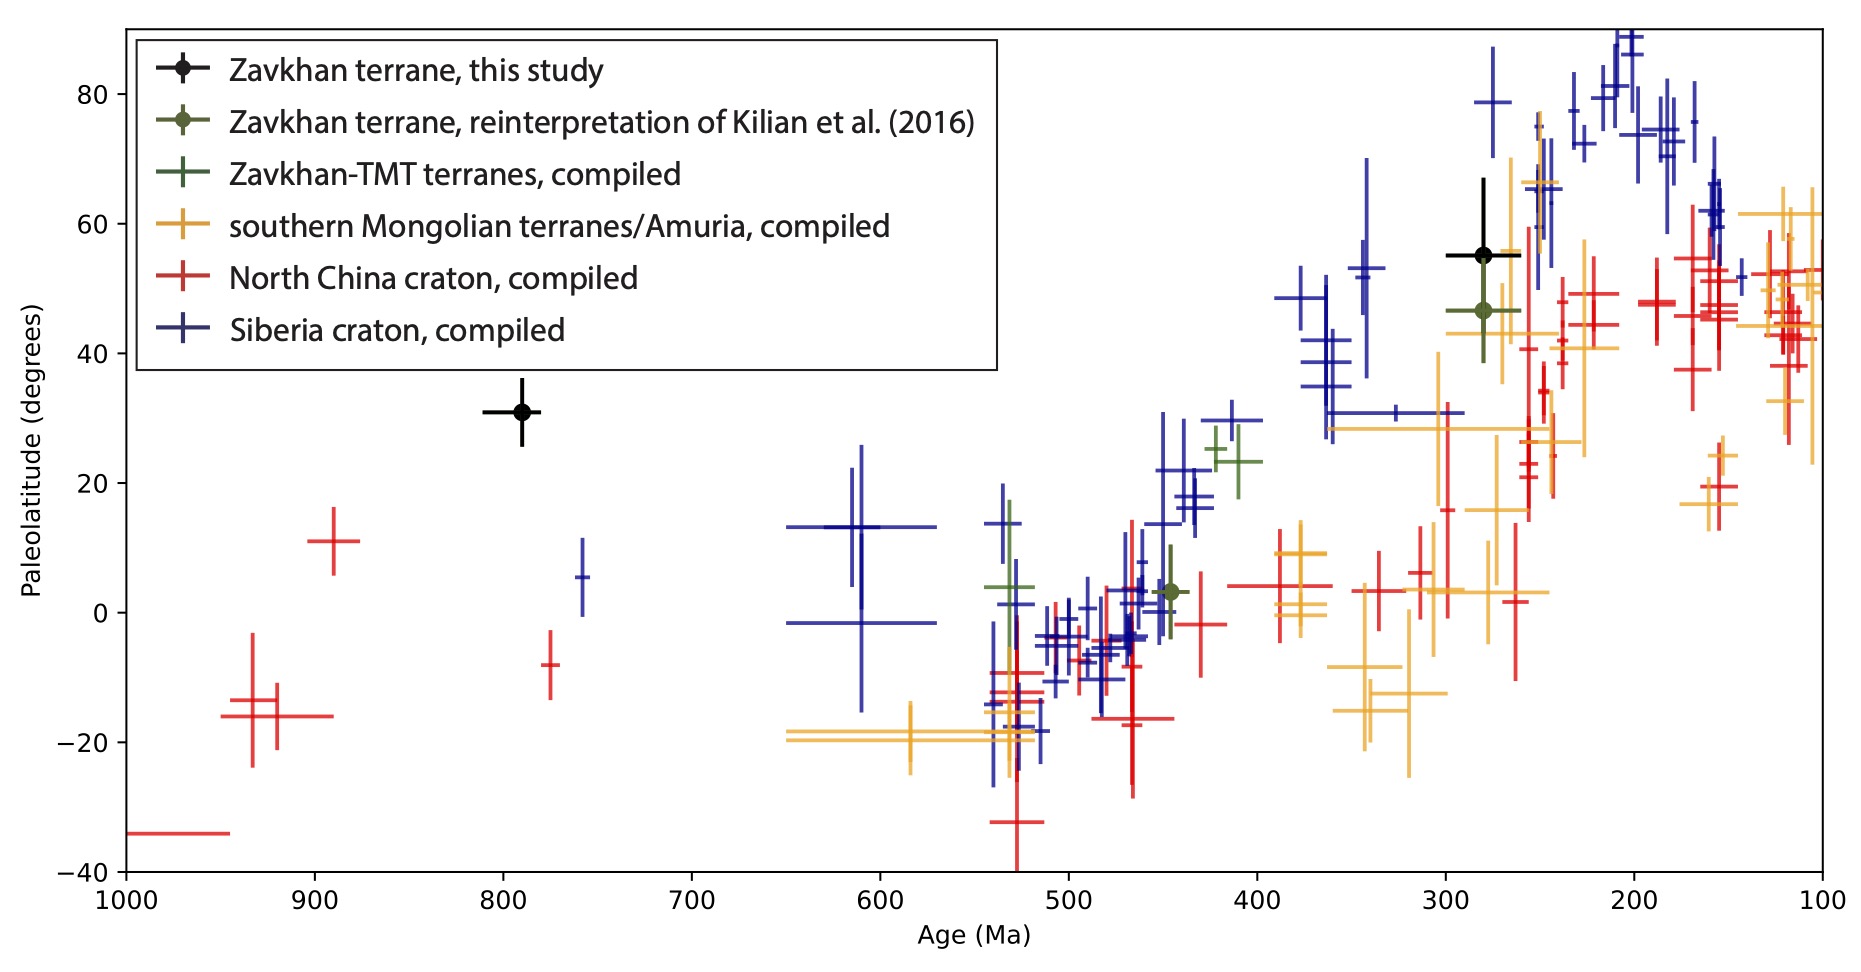 Zavkhan terrane, this study
Zavkhan terrane, reinterpretation of Kilian et al. (2016)
Zavkhan-TMT terranes, compiled
southern Mongolian terranes/Amuria, compiled
North China craton, compiled
Siberia craton, compiled
Paleolatitude (degrees)
80
60
40
20
0
−20
−40
1000 900 800 700 600 500 400 300 200 100
Age (Ma)